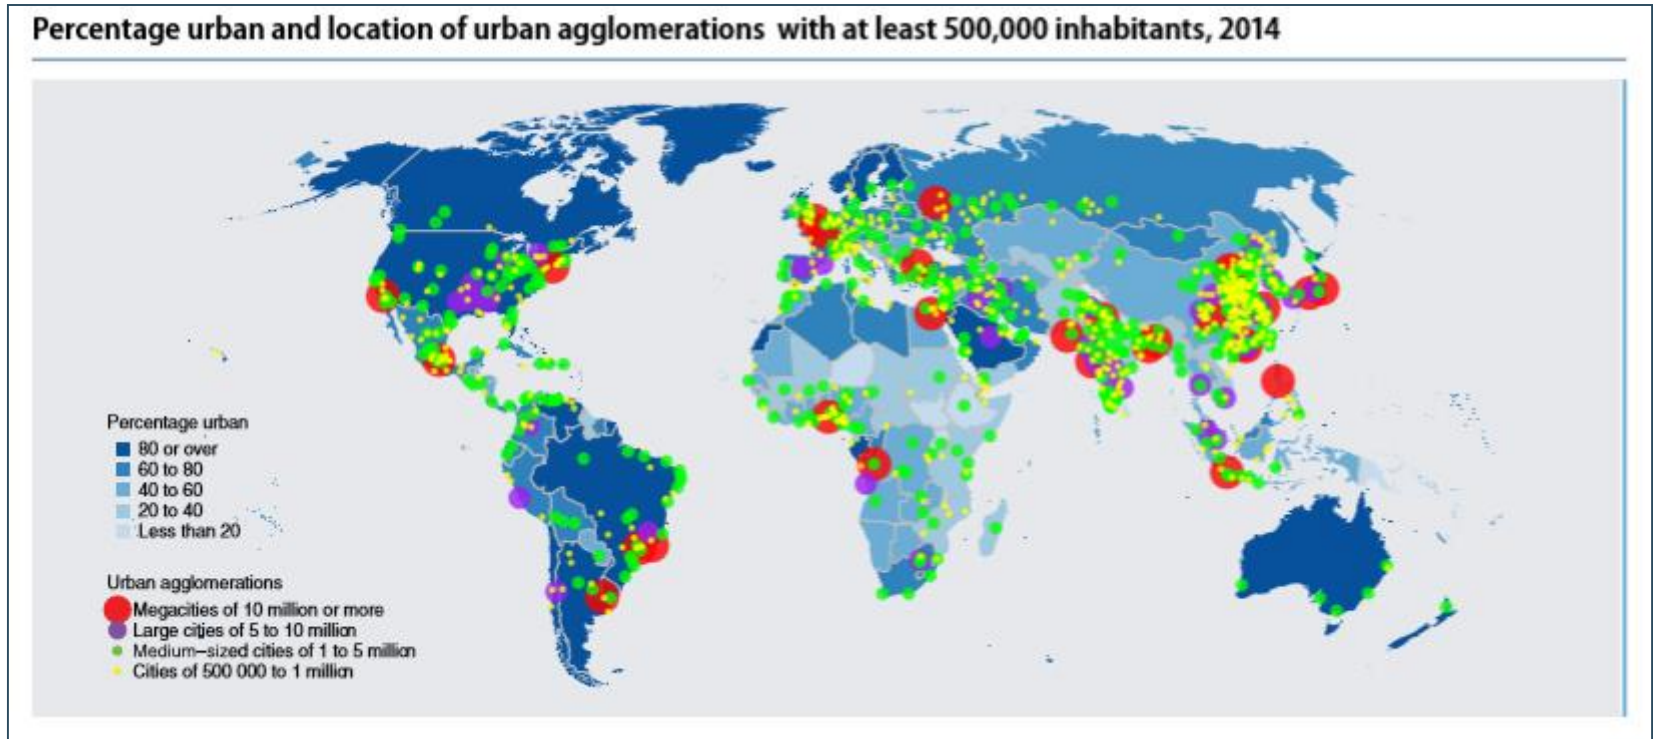 Percentage urban and location of urban agglomerations with at least 500,000 inhabitants, 2014
Percentage urban
80 or over
60 to 80
40 to 60
20 to 40
Less than 20
Urban agglomerations
Megacities of 10 million or more
Large cities of 5 to 10 million
Medium-sized cities of 1 to 5 million
Cities of 500 000 to 1 million